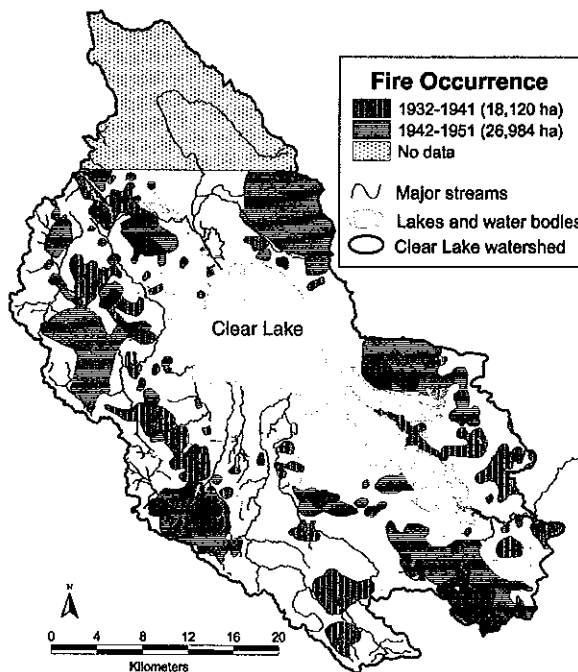 Fire Occurrence
1932-1941 (18,120 ha)
1942-1951 (26,984 ha)
No data
Major streams
Lakes and water bodies
Clear Lake watershed
Clear Lake
N
0 4 8 12 16 20
Kilometers